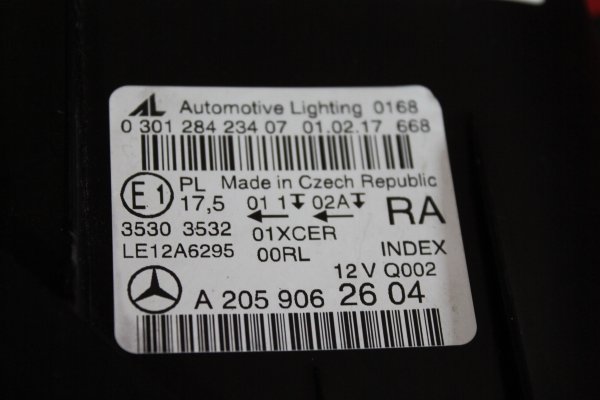 AL Automotive Lighting 0168
0 301 284 234 07 01.02.17 668
E1 PL Made in Czech Republic
17,5 01 1 02A RA
3530 3532 01XCER
LE12A6295 00RL INDEX
12 V Q002
A 205 906 26 04